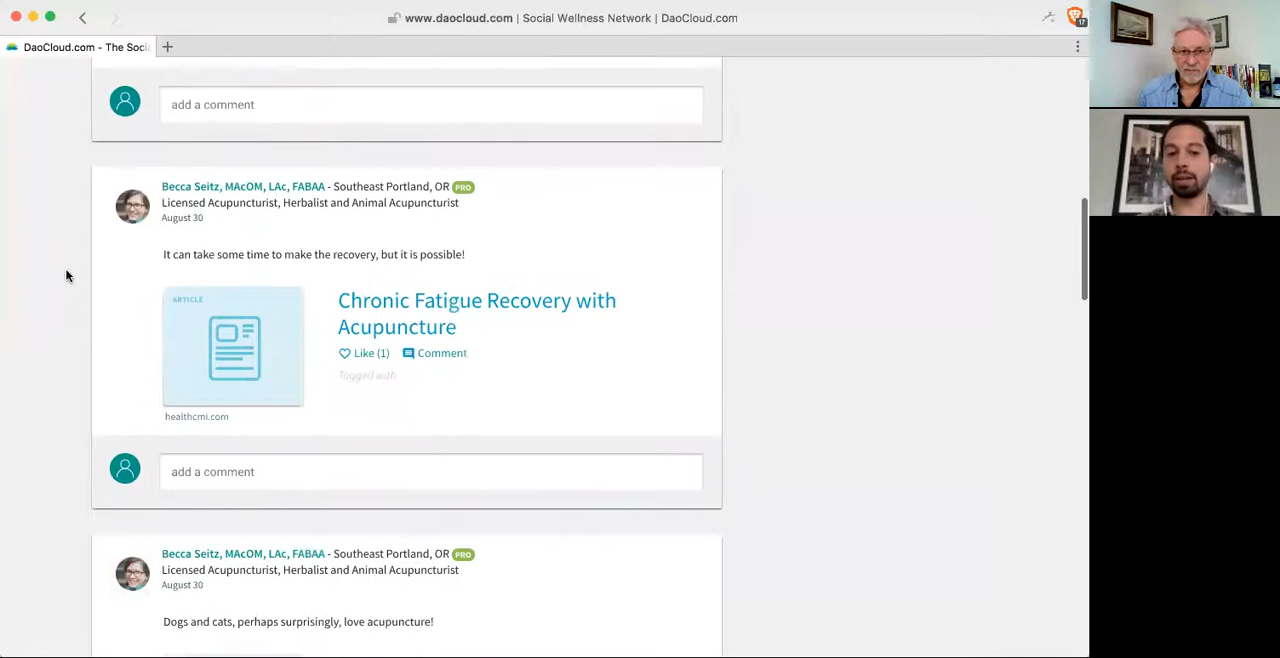 www.daocloud.com | Social Wellness Network | DaoCloud.com
17
DaoCloud.com - The Socia
add a comment
Becca Seitz, MAcOM, LAc, FABAA - Southeast Portland, OR PRO
Licensed Acupuncturist, Herbalist and Animal Acupuncturist
August 30
It can take some time to make the recovery, but it is possible!
ARTICLE
Chronic Fatigue Recovery with
Acupuncture
Like (1) Comment
Tagged with
healthcmi.com
add a comment
Becca Seitz, MAcOM, LAc, FABAA - Southeast Portland, OR PRO
Licensed Acupuncturist, Herbalist and Animal Acupuncturist
August 30
Dogs and cats, perhaps surprisingly, love acupuncture!